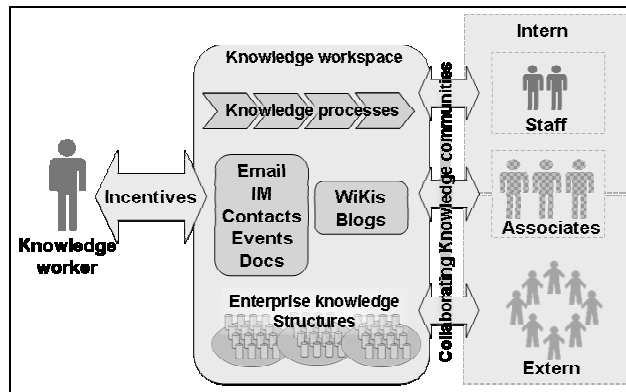 Knowledge workspace
Knowledge processes
Email
IM
Contacts
Events
Docs
WiKis
Blogs
Enterprise knowledge
Structures
Incentives
Knowledge
worker
Collaborating Knowledge communities
Intern
Staff
Associates
Extern